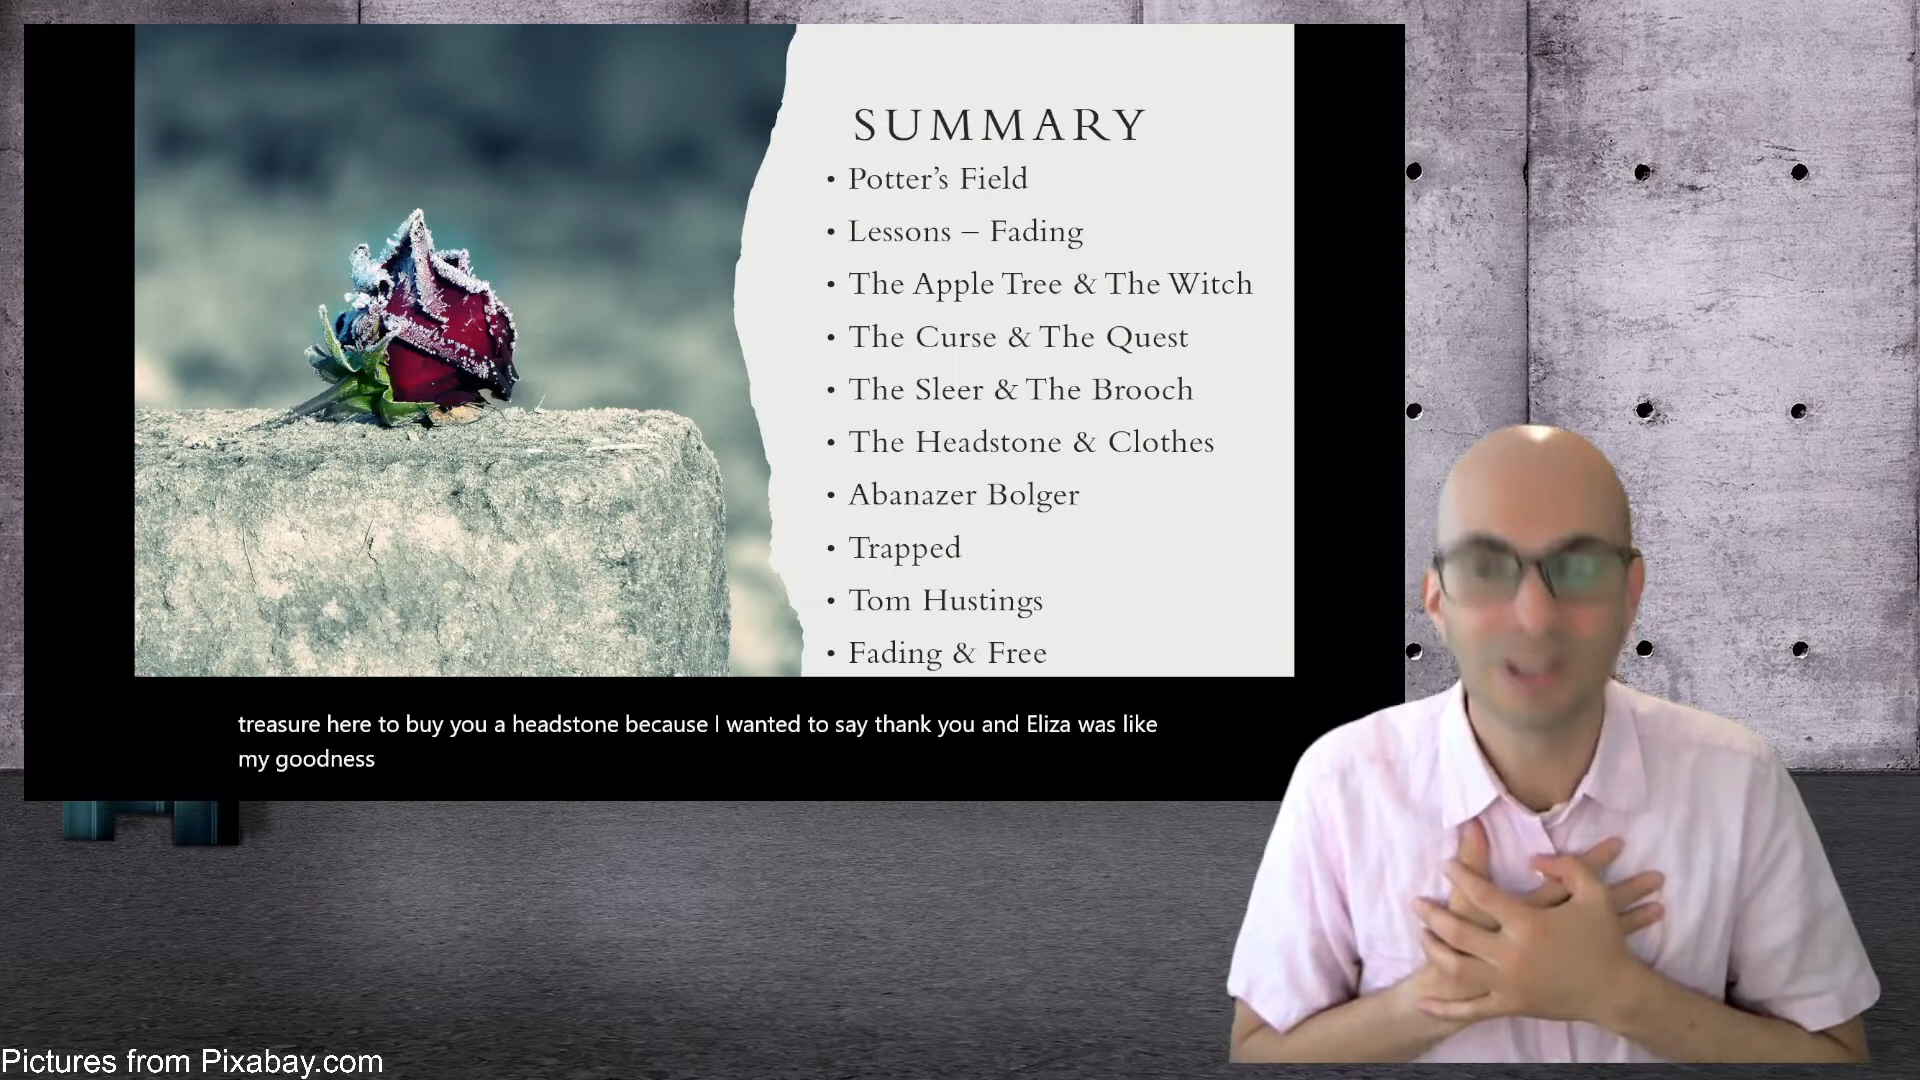 SUMMARY
• Potter's Field
• Lessons – Fading
• The Apple Tree & The Witch
• The Curse & The Quest
• The Sleer & The Brooch
• The Headstone & Clothes
• Abanazer Bolger
• Trapped
• Tom Hustings
• Fading & Free
treasure here to buy you a headstone because I wanted to say thank you and Eliza was like
my goodness
Pictures from Pixabay.com